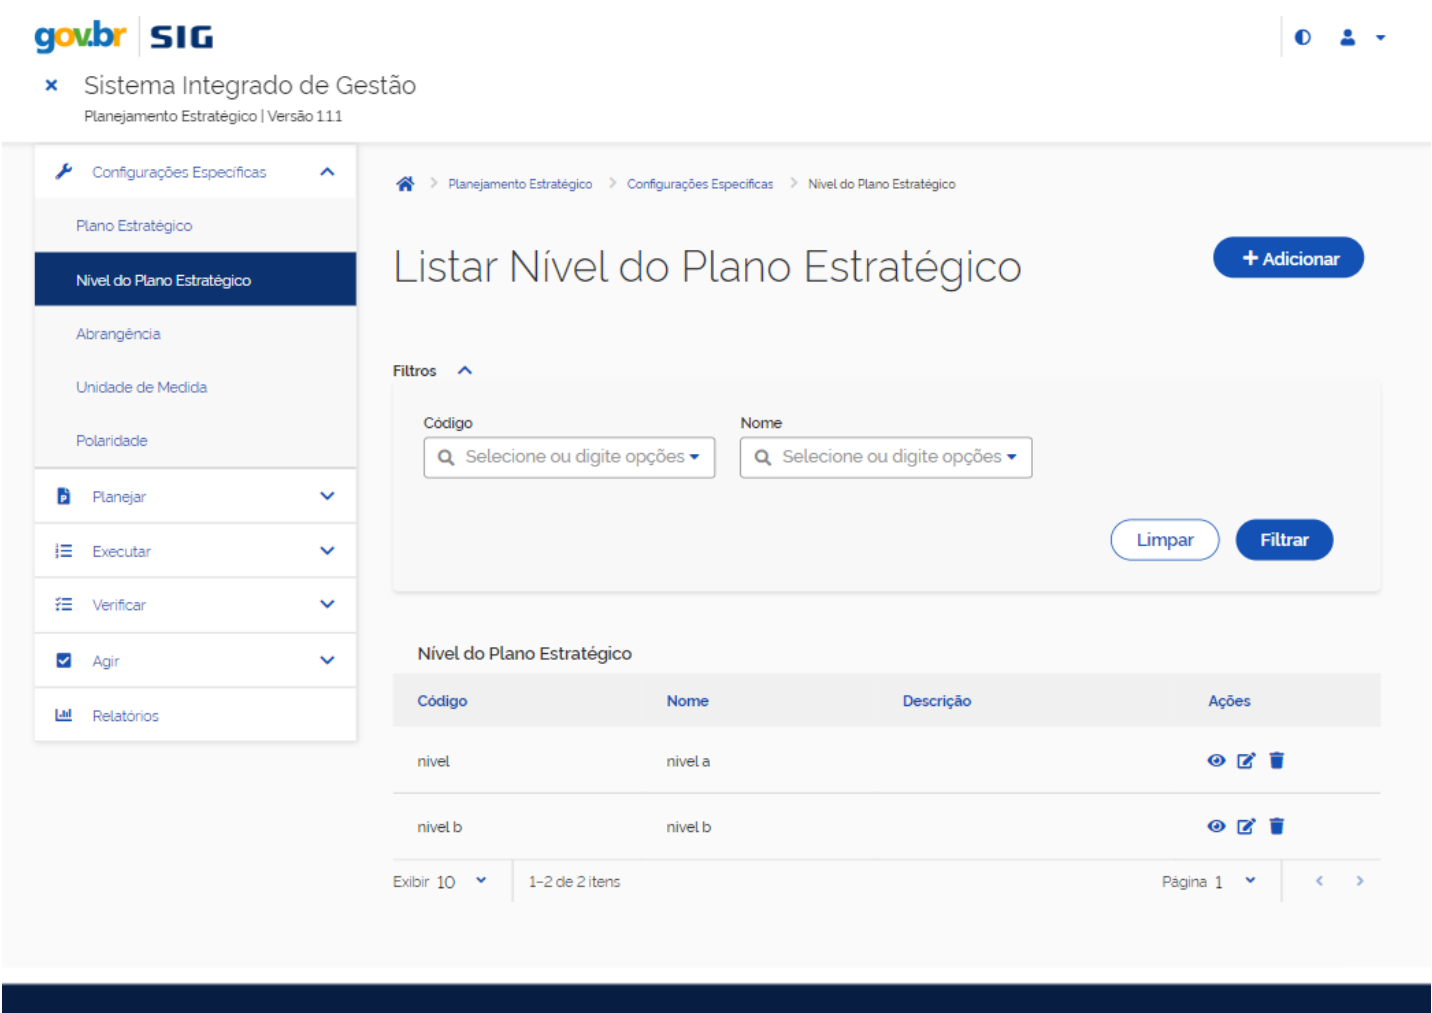 gov.br SIG
Sistema Integrado de Gestão
Planejamento Estratégico | Versão 1.1.1
Configurações Específicas
Plano Estratégico
Nível do Plano Estratégico
Abrangência
Unidade de Medida
Polaridade
Planejar
Executar
Verificar
Agir
Relatórios
Planejamento Estratégico > Configurações Específicas > Nível do Plano Estratégico
Listar Nível do Plano Estratégico
+ Adicionar
Filtros
Código Nome
Selecione ou digite opções Selecione ou digite opções
Limpar Filtrar
Nível do Plano Estratégico
Código Nome Descrição Ações
nivel nivel a
nivel b nivel b
Exibir 10 1-2 de 2 itens Página 1